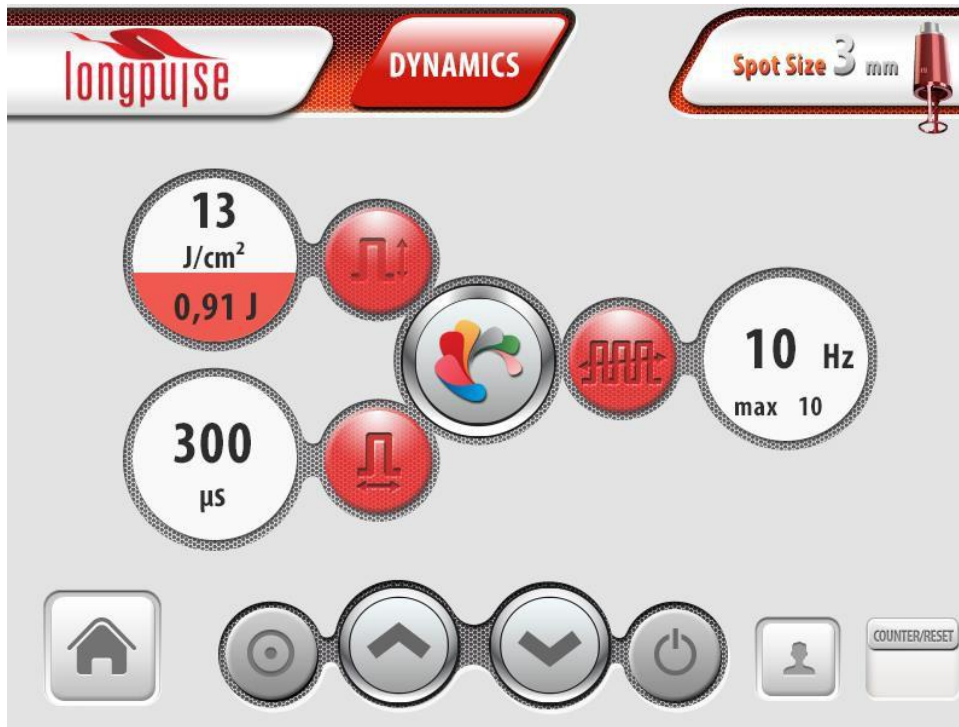 longpulse
DYNAMICS
Spot Size 3 mm
13
J/cm²
0,91 J
10 Hz
max 10
300
µs
COUNTER/RESET